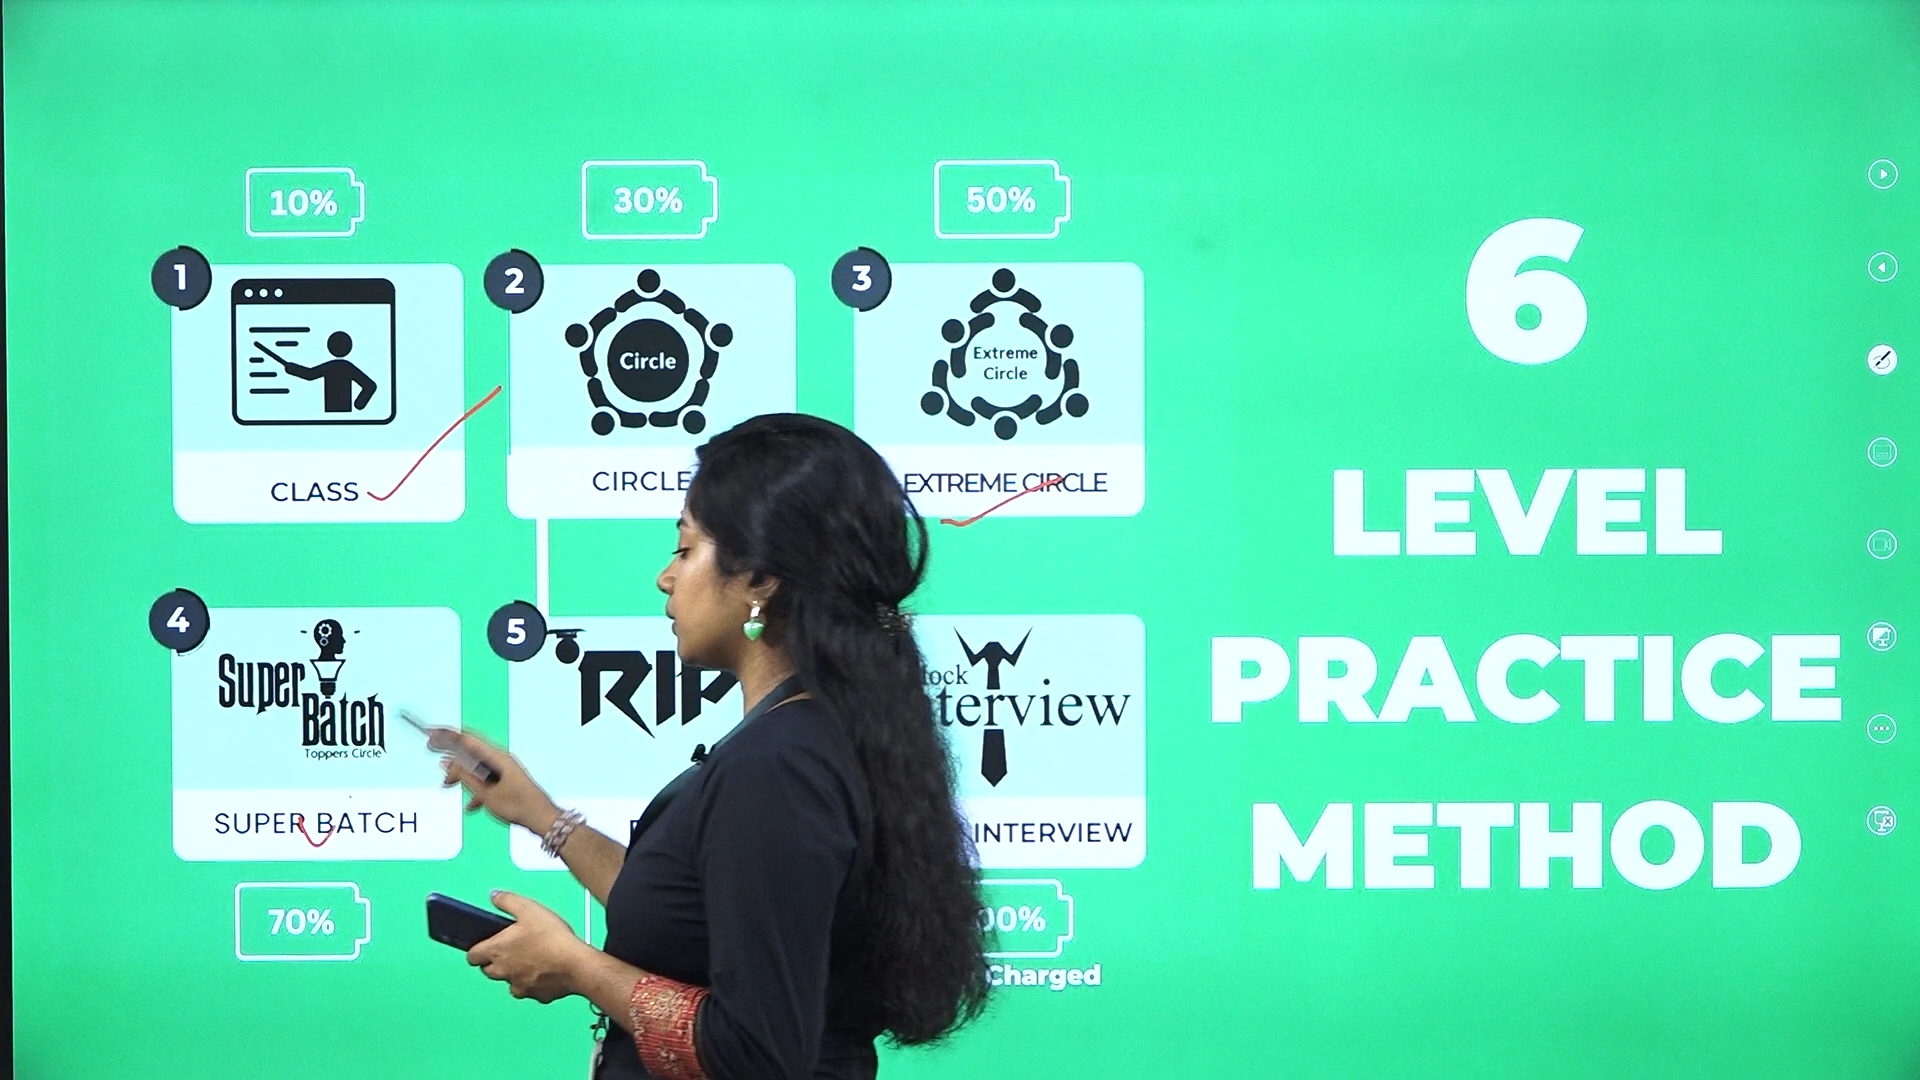 10%
30%
50%
1
2
3
Circle
Extreme
Circle
CLASS
CIRCLE
EXTREME CIRCLE
4
5
Super
Batch
Toppers Circle
SUPER BATCH
INTERVIEW
70%
Charged
6
LEVEL
PRACTICE
METHOD